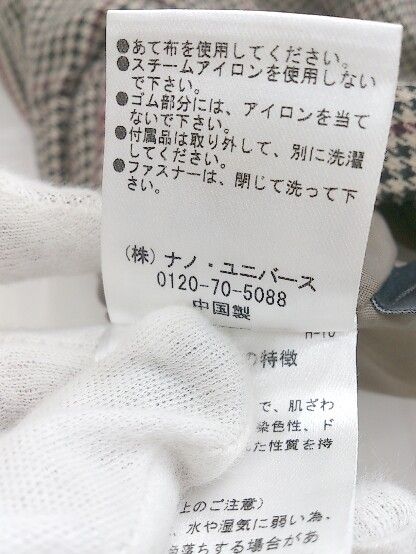 ●あて布を使用してください。
●スチームアイロンを使用しない
で下さい。
●ゴム部分には、アイロンを当て
ないで下さい。
●付属品は取り外して、別に洗濯
してください。
●ファスナーは、閉じて洗って下
さい。
(株)ナノ・ユニバース
0120-70-5088
中国製
の特徴
で、肌ざわ
染色性、ド
た性質を持
上のご注意)
、水や湿気に弱い為、
落ちする場合があ